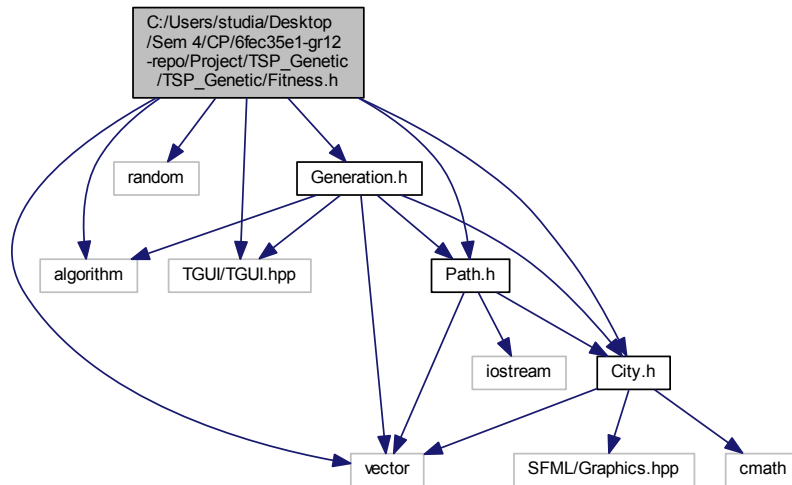 C:/Users/studia/Desktop
/Sem 4/CP/6fec35e1-gr12
-repo/Project/TSP_Genetic
/TSP_Genetic/Fitness.h
random
Generation.h
algorithm
TGUI/TGUI.hpp
Path.h
iostream
City.h
vector
SFML/Graphics.hpp
cmath